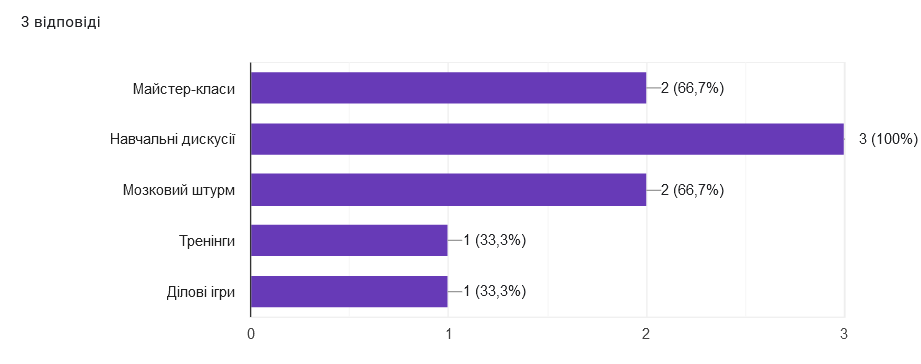 3 відповіді
Майстер-класи 2 (66,7%)
Навчальні дискусії 3 (100%)
Мозковий штурм 2 (66,7%)
Тренінги 1 (33,3%)
Ділові ігри 1 (33,3%)
0 1 2 3